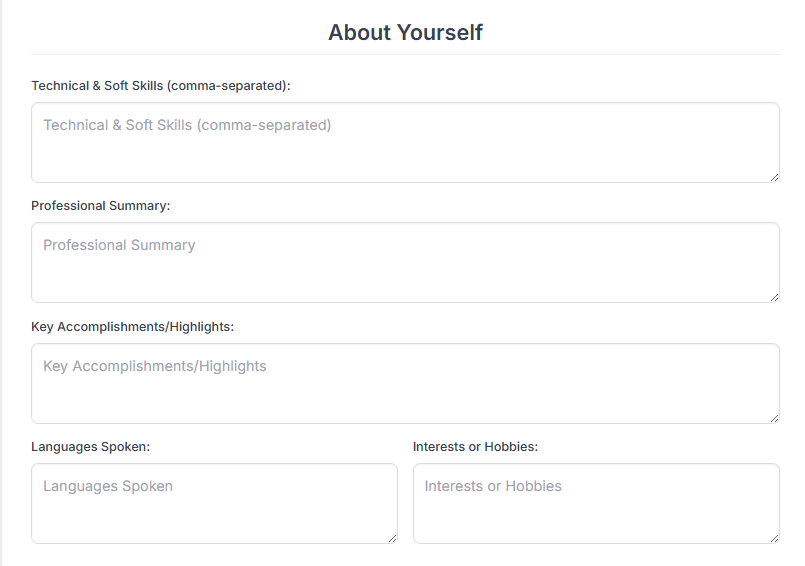 About Yourself
Technical & Soft Skills (comma-separated):
Technical & Soft Skills (comma-separated)
Professional Summary:
Professional Summary
Key Accomplishments/Highlights:
Key Accomplishments/Highlights
Languages Spoken:
Interests or Hobbies:
Languages Spoken
Interests or Hobbies